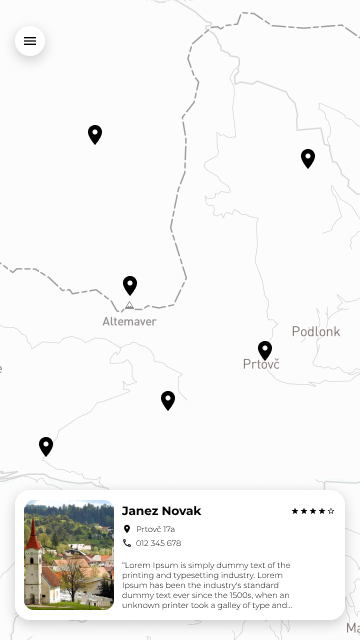 Altemaver
Podlonk
Prtovč
e
Janez Novak
Prtovč 17a
012 345 678
"Lorem Ipsum is simply dummy text of the
printing and typesetting industry. Lorem
Ipsum has been the industry's standard
dummy text ever since the 1500s, when an
unknown printer took a galley of type and...
Ma